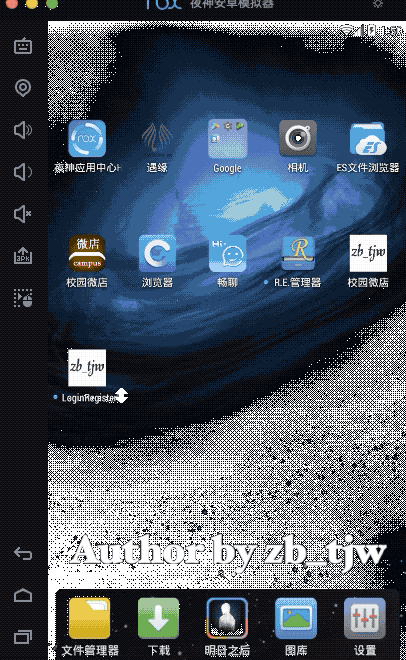 nox 夜神安卓模拟器
nox
夜神应用中心
遇缘
Google
相机
ES文件浏览器
微店
campus
Hi~
R
zb_tjw
校园微店
浏览器
畅聊
R.E.管理器
校园微店
zb_tjw
LoginRegister
Author by zb_tjw
文件管理器
下载
明日之后
图库
设置